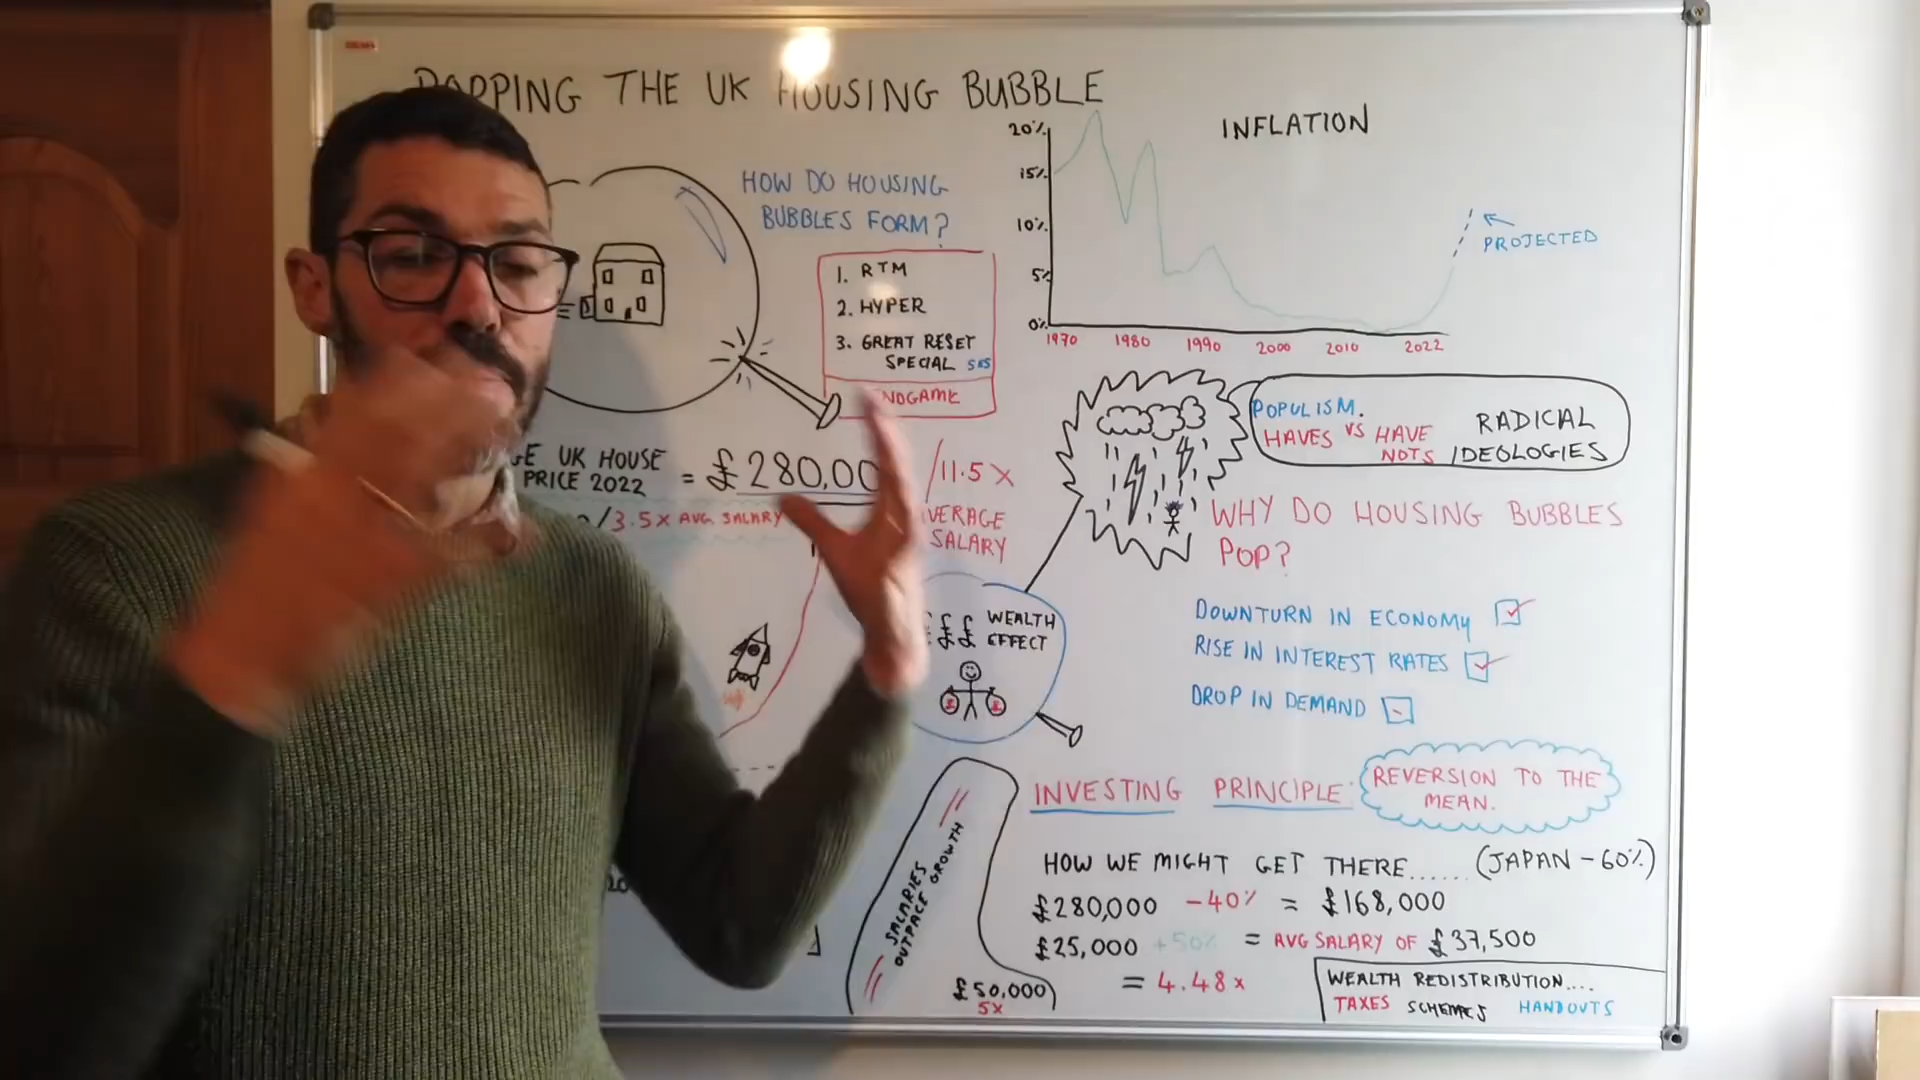 POPPING THE UK HOUSING BUBBLE
HOW DO HOUSING
BUBBLES FORM?
1. RTM
2. HYPER
3. GREAT RESET
SPECIAL
NDGAME
INFLATION
20%
15%
10%
5%
0%
1970 1980 1990 2000 2010 2022
PROJECTED
POPULISM.
HAVES VS HAVE
NOTS
RADICAL
IDEOLOGIES
GE UK HOUSE
PRICE 2022 = £280,00
/11.5 X
VERAGE
SALARY
/3.5X AVG. SALARY
WHY DO HOUSING BUBBLES
POP?
£ £ WEALTH
EFFECT
DOWNTURN IN ECONOMY
RISE IN INTEREST RATES
DROP IN DEMAND
INVESTING PRINCIPLE:
REVERSION TO THE
MEAN.
SALARIES
OUTPACE GROWTH
£50,000
5X
HOW WE MIGHT GET THERE...... (JAPAN - 60%)
£280,000 -40% = £168,000
£25,000 +50% = AVG SALARY OF £37,500
= 4.48x
WEALTH REDISTRIBUTION....
TAXES SCHEMES HANDOUTS